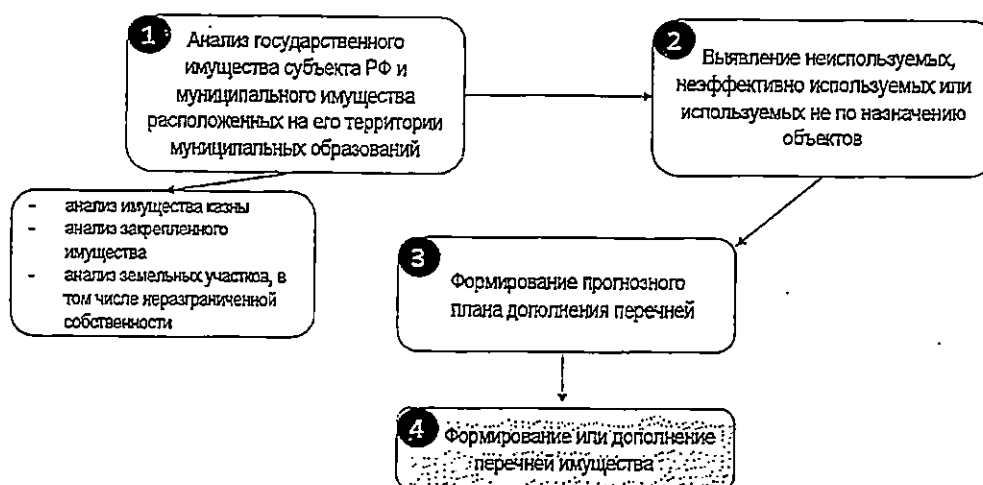 1
Анализ государственного
имущества субъекта РФ и
муниципального имущества
расположенных на его территории
муниципальных образований
2
Выявление неиспользуемых,
неэффективно используемых или
используемых не по назначению
объектов
- анализ имущества казны
- анализ закрепленного
имущества
- анализ земельных участков, в
том числе неразграниченной
собственности
3
Формирование прогнозного
плана дополнения перечней
4
Формирование или дополнение
перечней имущества